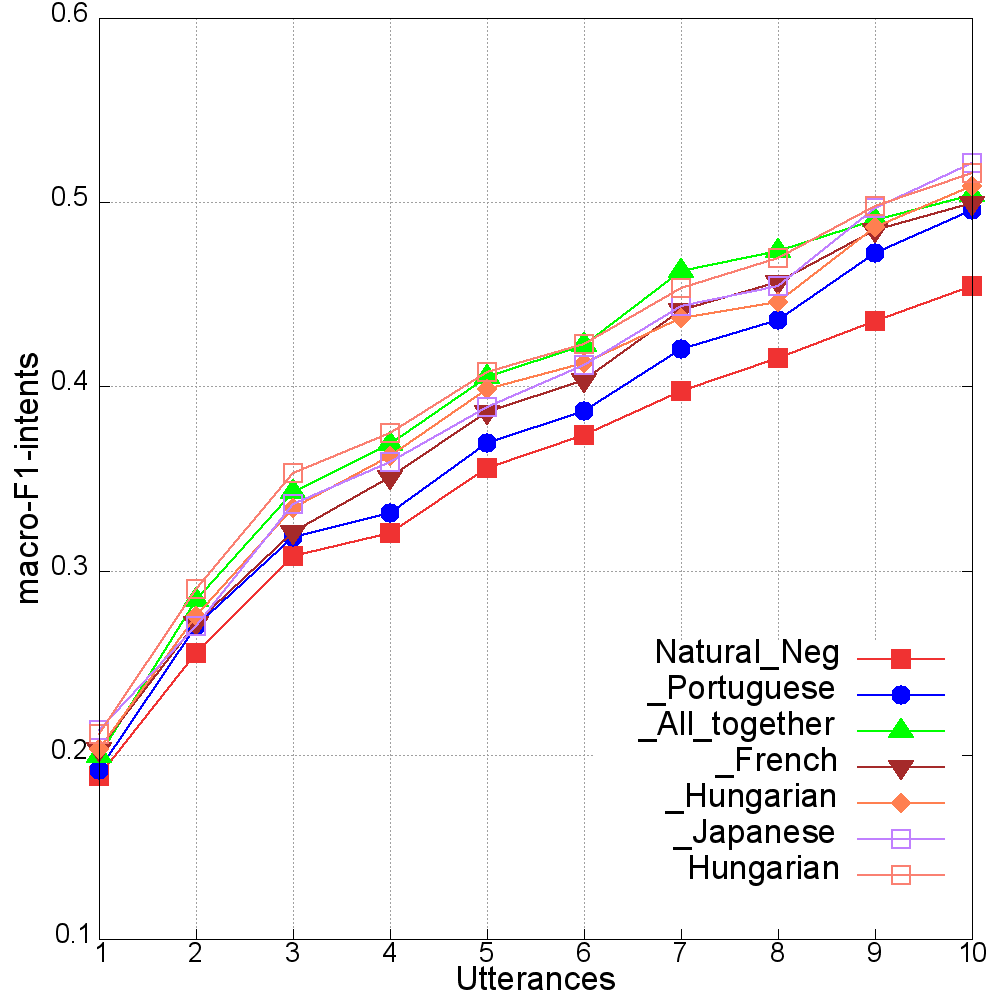 0.6
0.5
0.4
0.3
0.2
0.1
macro-F1-intents
Natural_Neg
_Portuguese
_All_together
_French
_Hungarian
_Japanese
Hungarian
1 2 3 4 5 6 7 8 9 10
Utterances